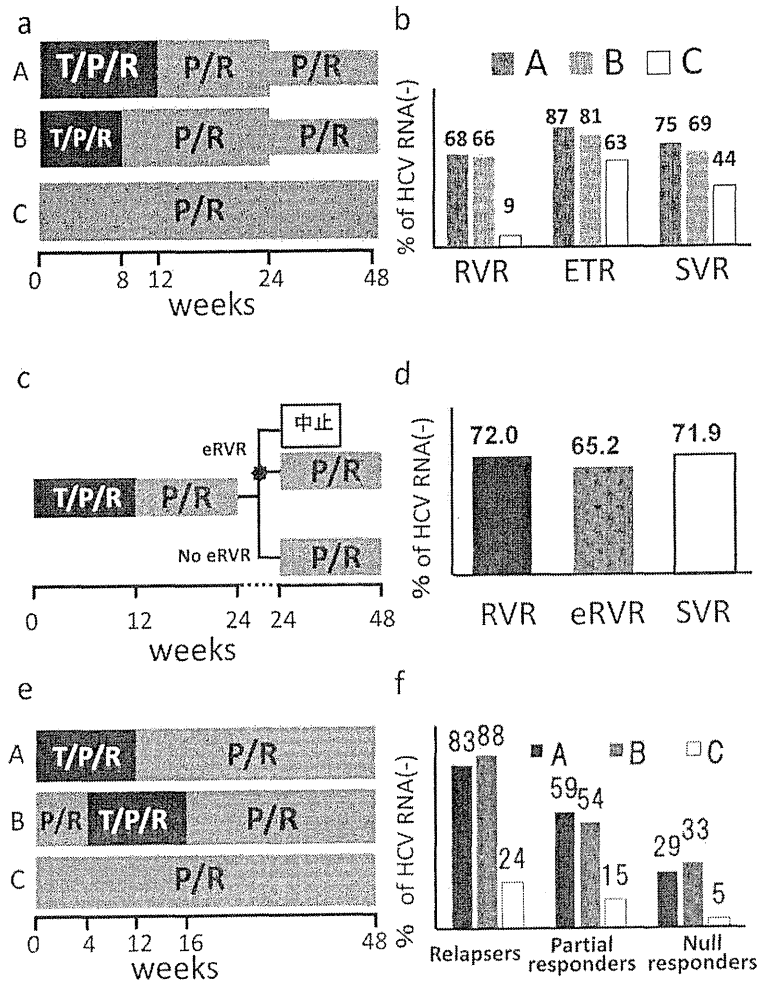 a
A T/P/R P/R P/R
B T/P/R P/R P/R
C P/R
0 8 12 24 48
weeks
b
% of HCV RNA(-)
A B C
68 66 9
87 81 63
75 69 44
RVR ETR SVR
c
T/P/R P/R
eRVR
中止
P/R
No eRVR
P/R
0 12 24 24 48
weeks
d
% of HCV RNA(-)
72.0 65.2 71.9
RVR eRVR SVR
e
A T/P/R P/R
B P/R T/P/R P/R
C P/R
0 4 12 16 48
weeks
f
% of HCV RNA(-)
A B C
83 88 24
59 54 15
29 33 5
Relapsers Partial responders Null responders